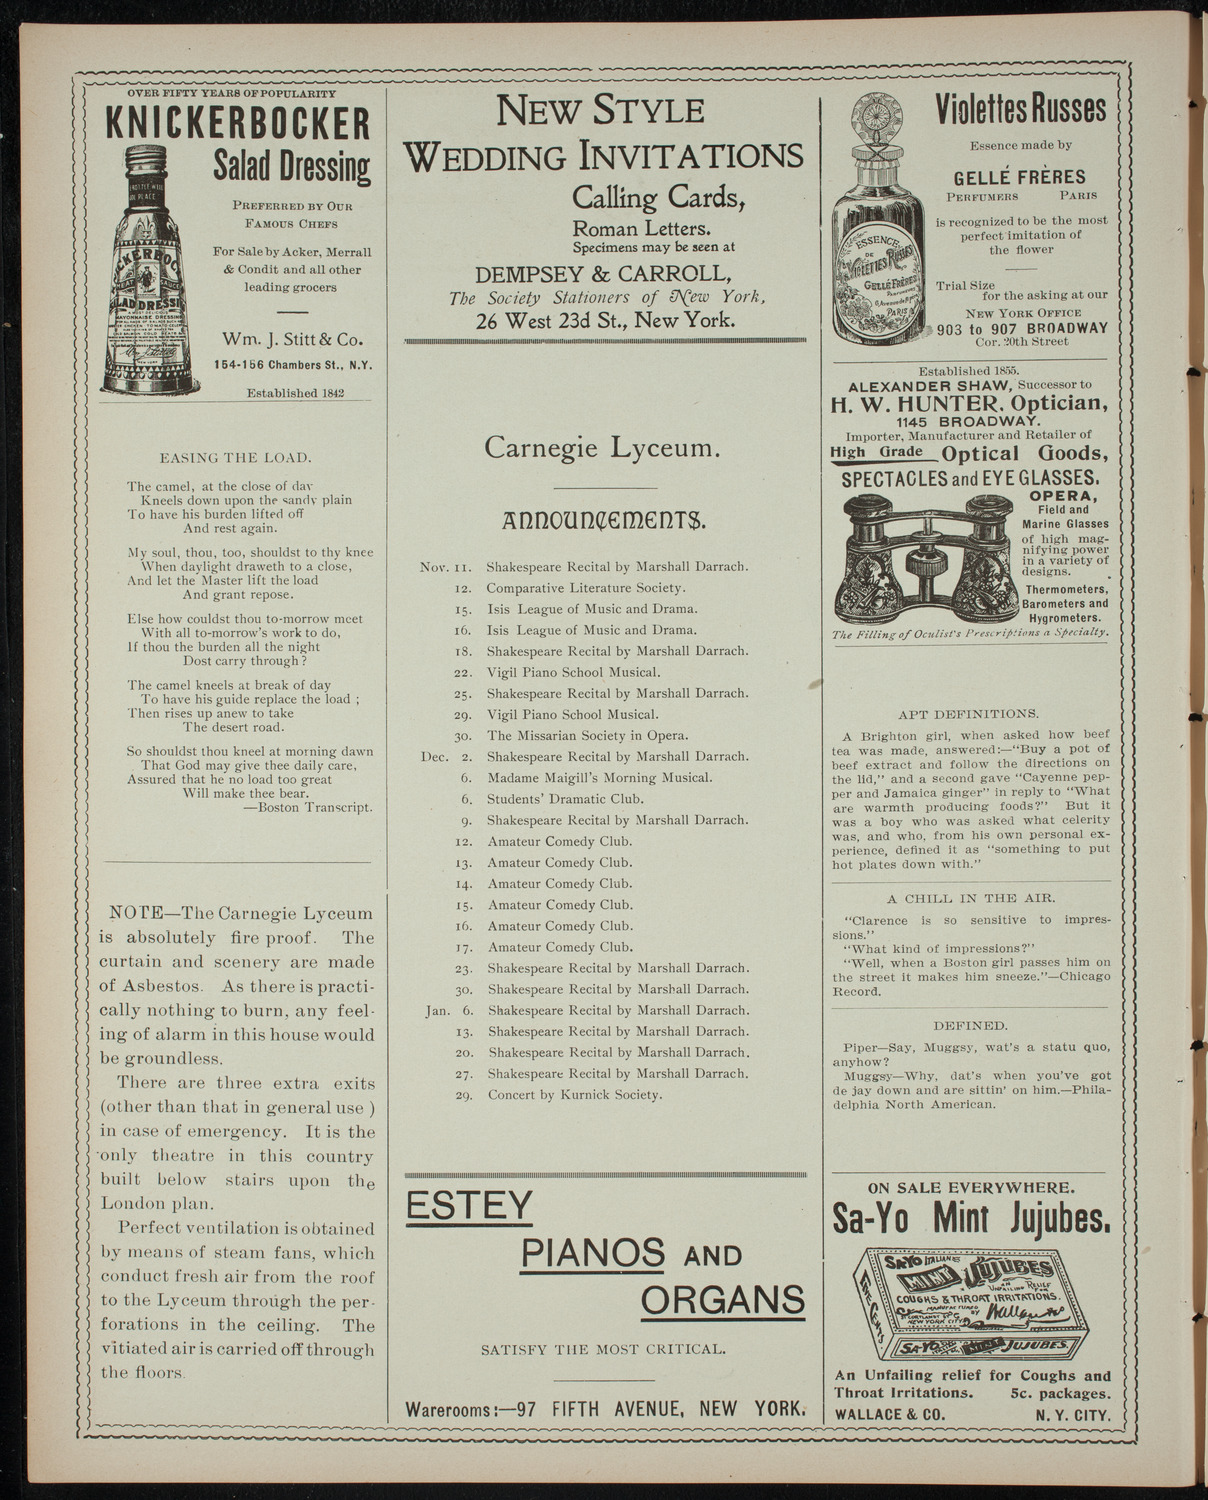 OVER FIFTY YEARS OF POPULARITY
KNICKERBOCKER
Salad Dressing
PREFERRED BY OUR
FAMOUS CHEFS
For Sale by Acker, Merrall
& Condit and all other
leading grocers
Wm. J. Stitt & Co.
154-156 Chambers St., N.Y.
Established 1842
EASING THE LOAD.
The camel, at the close of day
Kneels down upon the sandy plain
To have his burden lifted off
And rest again.
My soul, thou, too, shouldst to thy knee
When daylight draweth to a close,
And let the Master lift the load
And grant repose.
Else how couldst thou to-morrow meet
With all to-morrow's work to do,
If thou the burden all the night
Dost carry through?
The camel kneels at break of day
To have his guide replace the load ;
Then rises up anew to take
The desert road.
So shouldst thou kneel at morning dawn
That God may give thee daily care,
Assured that he no load too great
Will make thee bear.
—Boston Transcript.
NOTE—The Carnegie Lyceum
is absolutely fire proof. The
curtain and scenery are made
of Asbestos. As there is practi-
cally nothing to burn, any feel-
ing of alarm in this house would
be groundless.
There are three extra exits
(other than that in general use )
in case of emergency. It is the
only theatre in this country
built below stairs upon the
London plan.
Perfect ventilation is obtained
by means of steam fans, which
conduct fresh air from the roof
to the Lyceum through the per-
forations in the ceiling. The
vitiated air is carried off through
the floors.
NEW STYLE
WEDDING INVITATIONS
Calling Cards,
Roman Letters.
Specimens may be seen at
DEMPSEY & CARROLL,
The Society Stationers of New York,
26 West 23d St., New York.
Carnegie Lyceum.
ANNOUNCEMENTS.
Nov. 11. Shakespeare Recital by Marshall Darrach.
12. Comparative Literature Society.
15. Isis League of Music and Drama.
16. Isis League of Music and Drama.
18. Shakespeare Recital by Marshall Darrach.
22. Vigil Piano School Musical.
25. Shakespeare Recital by Marshall Darrach.
29. Vigil Piano School Musical.
30. The Missarian Society in Opera.
Dec. 2. Shakespeare Recital by Marshall Darrach.
6. Madame Maigill's Morning Musical.
6. Students' Dramatic Club.
9. Shakespeare Recital by Marshall Darrach.
12. Amateur Comedy Club.
13. Amateur Comedy Club.
14. Amateur Comedy Club.
15. Amateur Comedy Club.
16. Amateur Comedy Club.
17. Amateur Comedy Club.
23. Shakespeare Recital by Marshall Darrach.
30. Shakespeare Recital by Marshall Darrach.
Jan. 6. Shakespeare Recital by Marshall Darrach.
13. Shakespeare Recital by Marshall Darrach.
20. Shakespeare Recital by Marshall Darrach.
27. Shakespeare Recital by Marshall Darrach.
29. Concert by Kurnick Society.
ESTEY
PIANOS AND
ORGANS
SATISFY THE MOST CRITICAL.
Warerooms:—97 FIFTH AVENUE, NEW YORK.
Violettes Russes
Essence made by
GELLÉ FRÈRES
PERFUMERS PARIS
is recognized to be the most
perfect imitation of
the flower
Trial Size
for the asking at our
NEW YORK OFFICE
903 to 907 BROADWAY
Cor. 20th Street
ESSENCE
DE
VIOLETTES RUSSES
GELLÉ FRÈRES
PARIS
Established 1855.
ALEXANDER SHAW, Successor to
H. W. HUNTER, Optician,
1145 BROADWAY.
Importer, Manufacturer and Retailer of
High Grade Optical Goods,
SPECTACLES and EYE GLASSES.
OPERA,
Field and
Marine Glasses
of high mag-
nifying power
in a variety of
designs.
Thermometers,
Barometers and
Hygrometers.
The Filling of Oculist's Prescriptions a Specialty.
APT DEFINITIONS.
A Brighton girl, when asked how beef
tea was made, answered:—"Buy a pot of
beef extract and follow the directions on
the lid," and a second gave "Cayenne pep-
per and Jamaica ginger" in reply to "What
are warmth producing foods?" But it
was a boy who was asked what celerity
was, and who, from his own personal ex-
perience, defined it as "something to put
hot plates down with."
A CHILL IN THE AIR.
"Clarence is so sensitive to impres-
sions."
"What kind of impressions?"
"Well, when a Boston girl passes him on
the street it makes him sneeze."—Chicago
Record.
DEFINED.
Piper—Say, Muggsy, wat's a statu quo,
anyhow?
Muggsy—Why, dat's when you've got
de jay down and are sittin' on him.—Phila-
delphia North American.
ON SALE EVERYWHERE.
Sa-Yo Mint Jujubes.
SA-YO ITALIAN
MINT JUJUBES
AN UNFAILING RELIEF FOR
COUGHS & THROAT IRRITATIONS.
MANUFACTURED BY
NEW YORK CITY
FIVE CENTS
SA-YO MINT JUJUBES
An Unfailing relief for Coughs and
Throat Irritations. 5c. packages.
WALLACE & CO. N. Y. CITY.